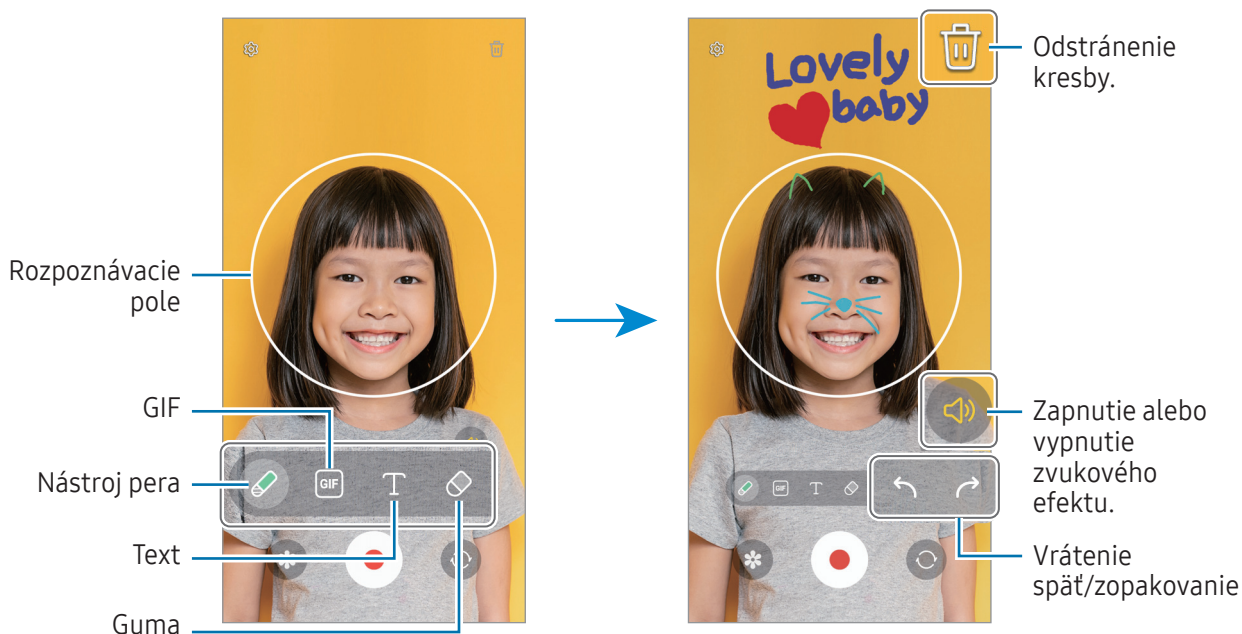 Rozpoznávacie
pole
GIF
Nástroj pera
Text
Guma
GIF
T
Lovely
baby
GIF
T
Odstránenie
kresby.
Zapnutie alebo
vypnutie
zvukového
efektu.
Vrátenie
späť/zopakovanie